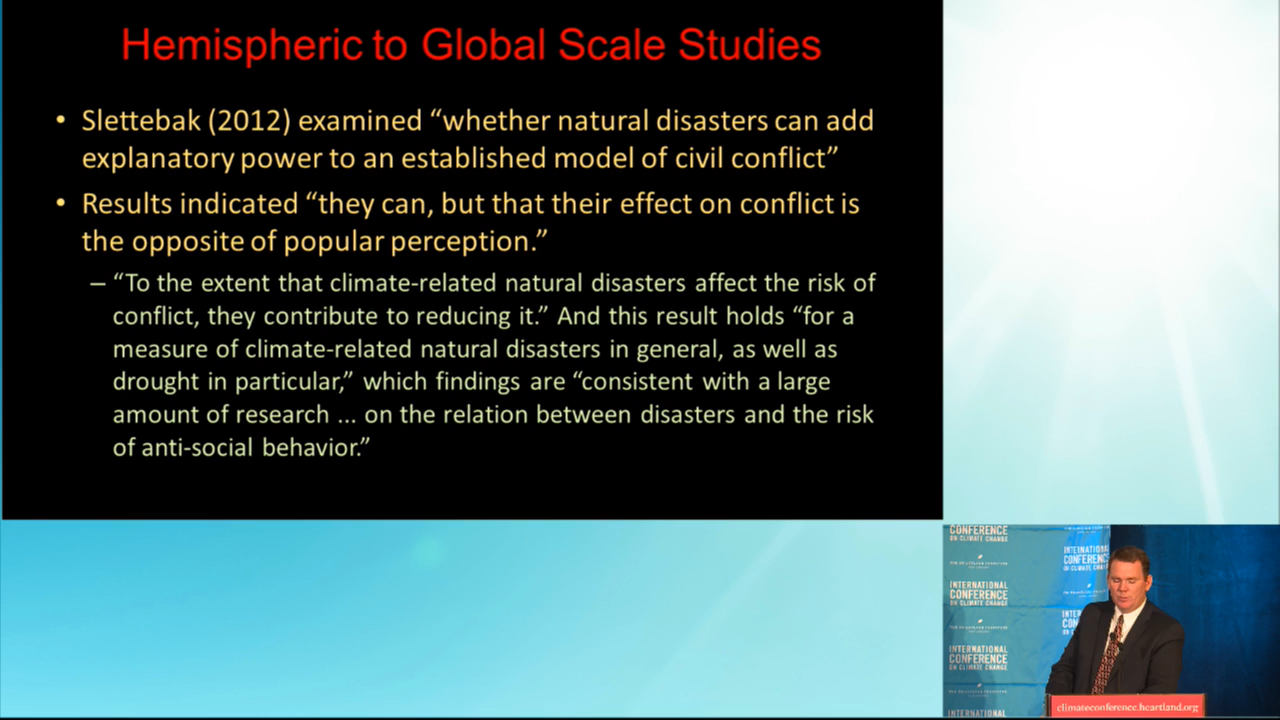 Hemispheric to Global Scale Studies
• Slettebak (2012) examined “whether natural disasters can add
explanatory power to an established model of civil conflict”
• Results indicated “they can, but that their effect on conflict is
the opposite of popular perception.”
– “To the extent that climate-related natural disasters affect the risk of
conflict, they contribute to reducing it.” And this result holds “for a
measure of climate-related natural disasters in general, as well as
drought in particular,” which findings are “consistent with a large
amount of research ... on the relation between disasters and the risk
of anti-social behavior.”
CONFERENCE
ON CLIMATE CHANGE
INTERNATIONAL
CONFERENCE
ON CLIMATE CHANGE
INTERNATIONAL
CONFERENCE
ON CLIMATE CHANGE
INTERNATIONAL
INTERNATIONAL
CONFERENCE
OF CLIMATE CHANGE
climateconference.heartland.org